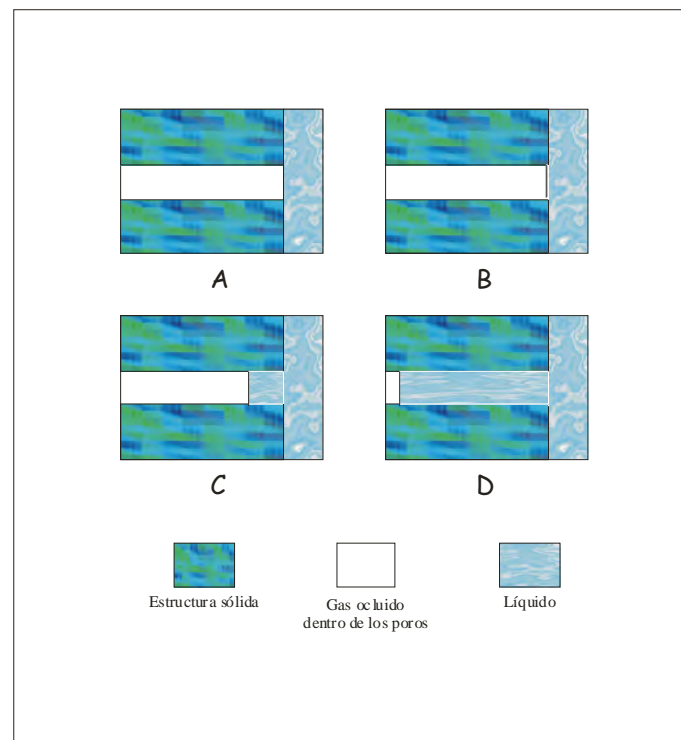 A
B
C
D
Estructura sólida
Gas ocluido
dentro de los poros
Líquido